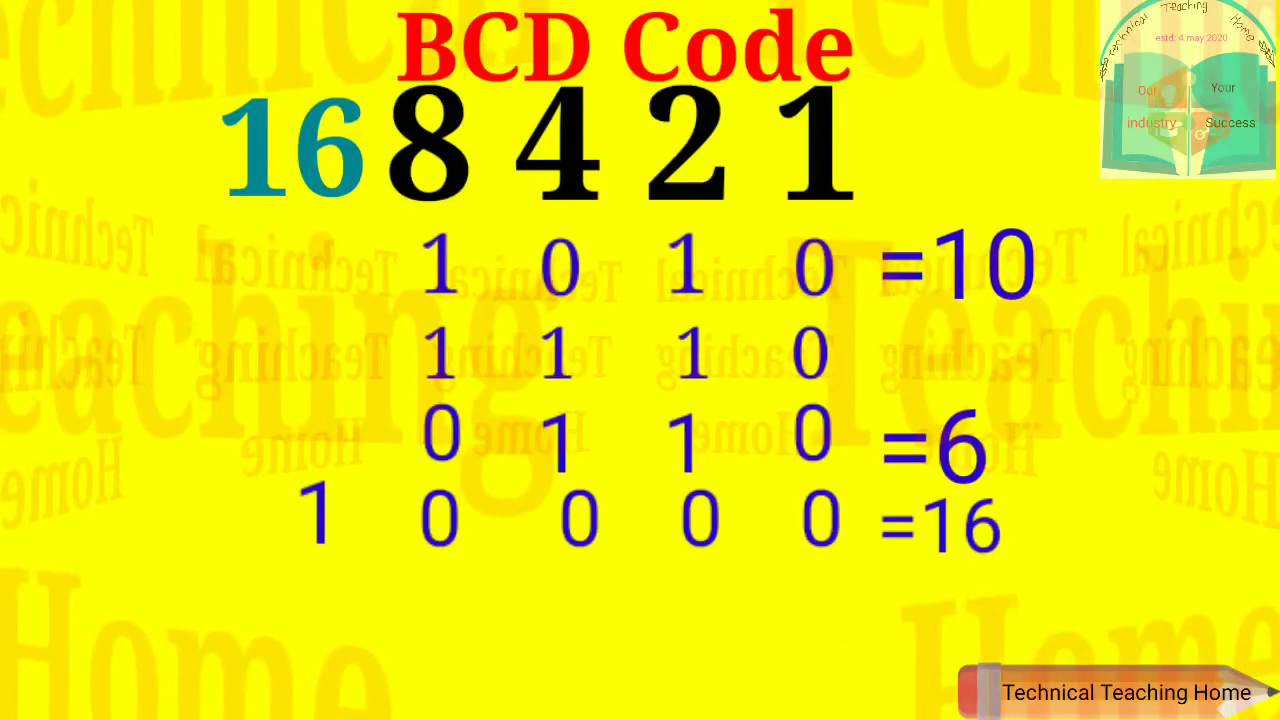 BCD Code
16 8 4 2 1
1 0 1 0 =10
1 1 1 0
0 1 1 0 =6
1 0 0 0 0 =16
Technical Teaching Home
estd: 4 may 2020
Our Your
industry Success
Technical Teaching Home